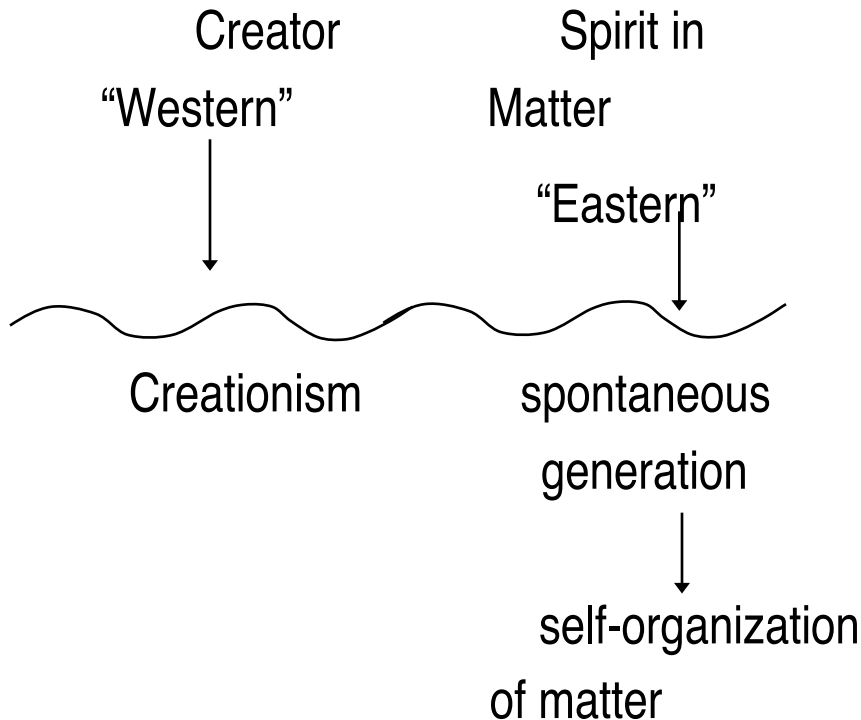 Creator
“Western”
Spirit in
Matter
“Eastern”
Creationism
spontaneous
generation
self-organization
of matter